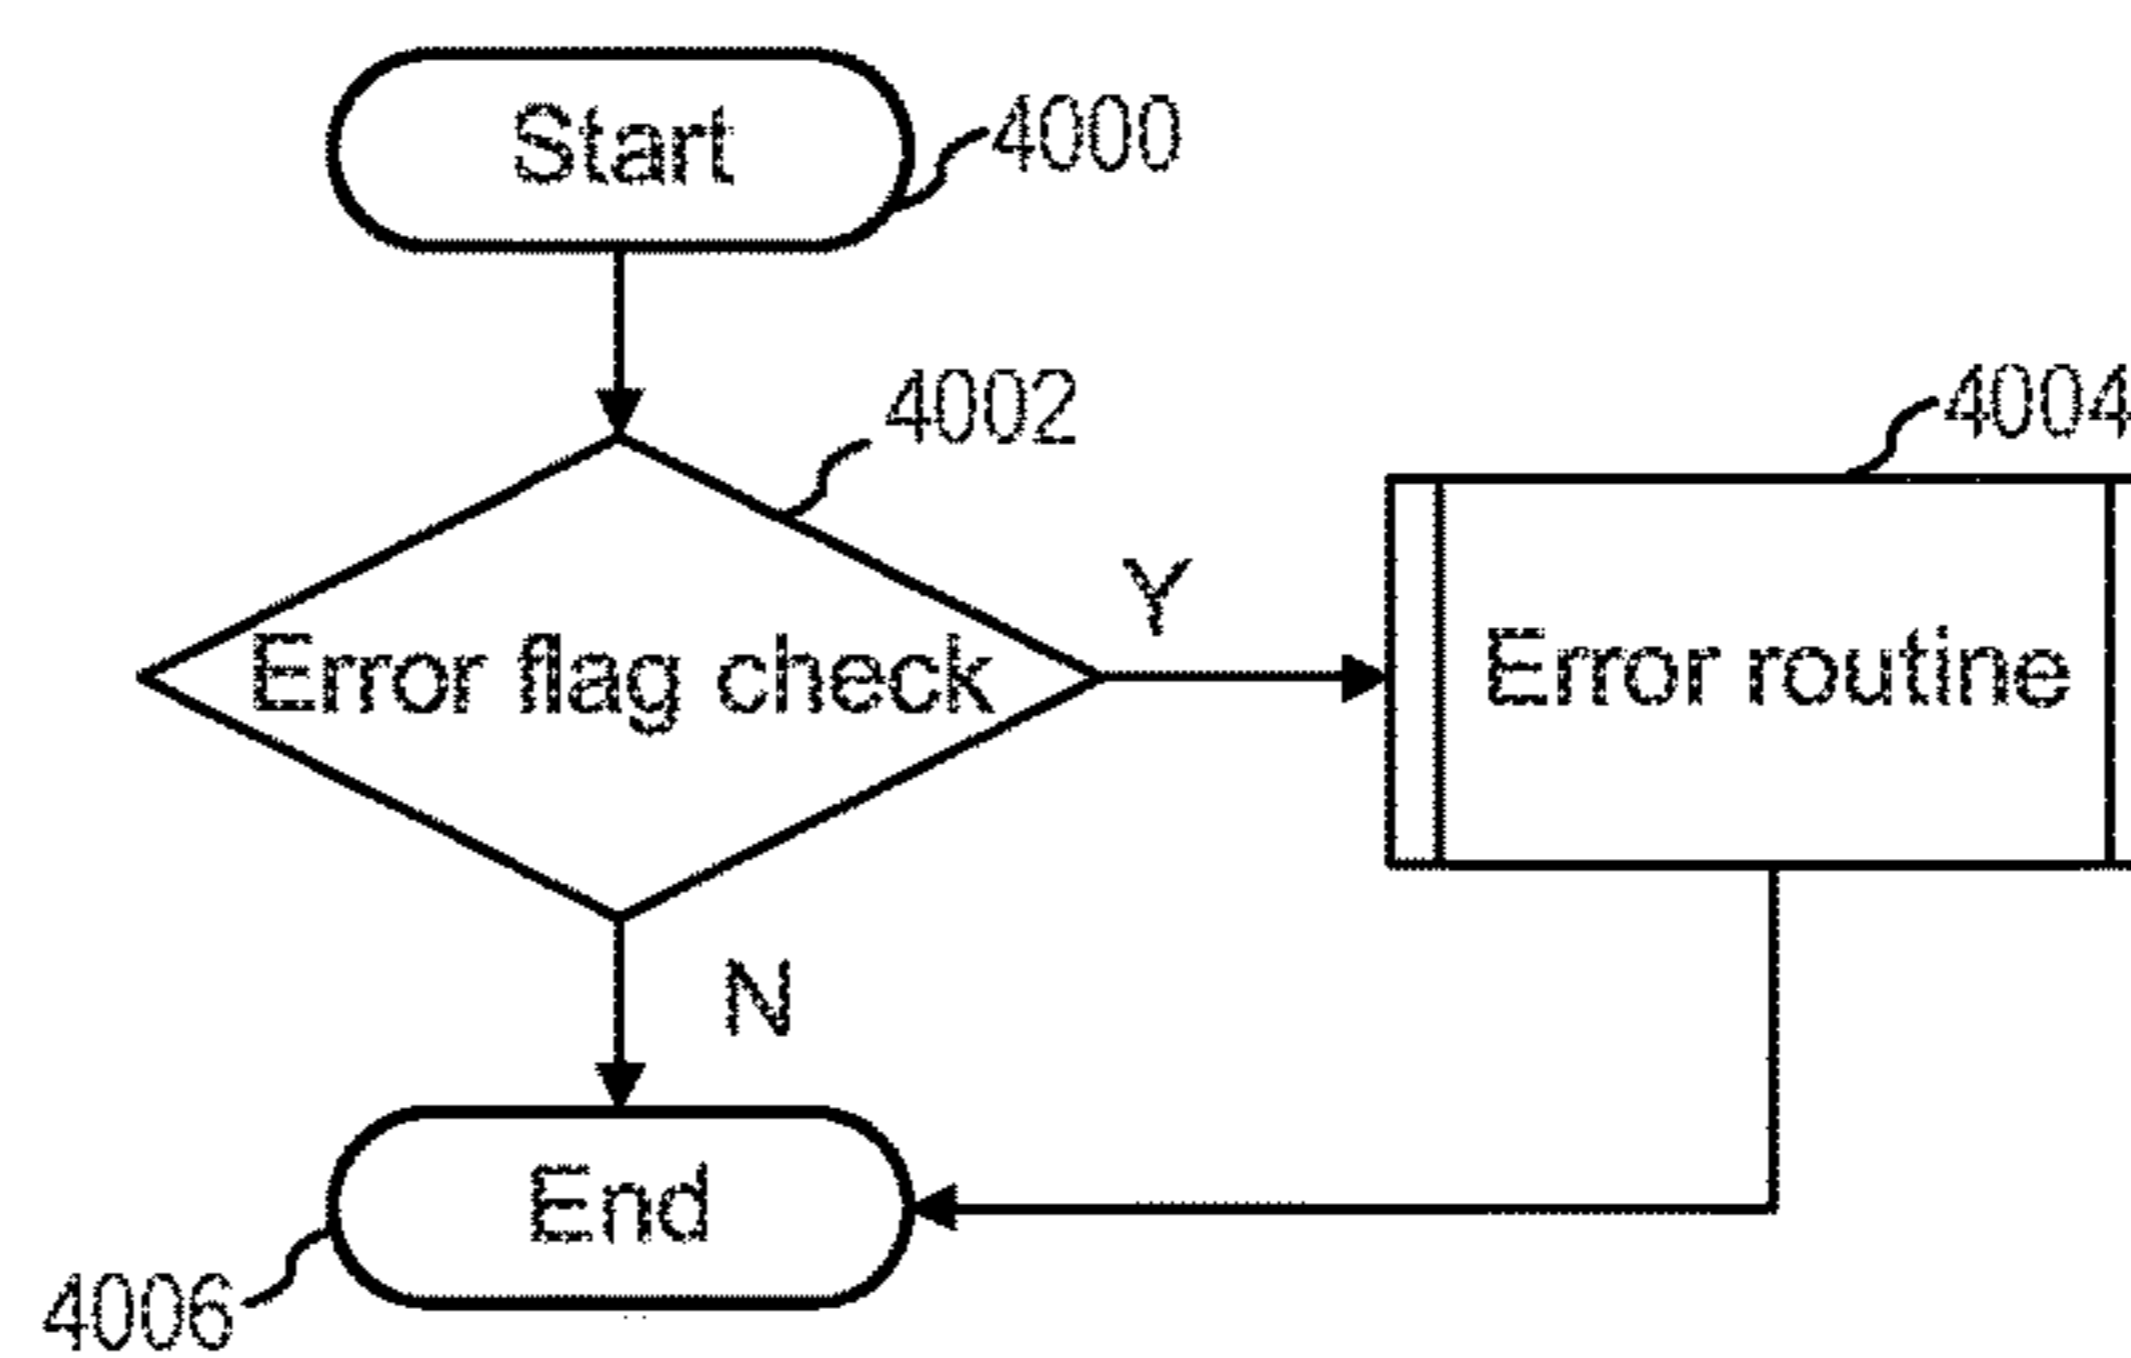 Start
4000
4002
4004
Y
Error flag check
Error routine
N
End
4006